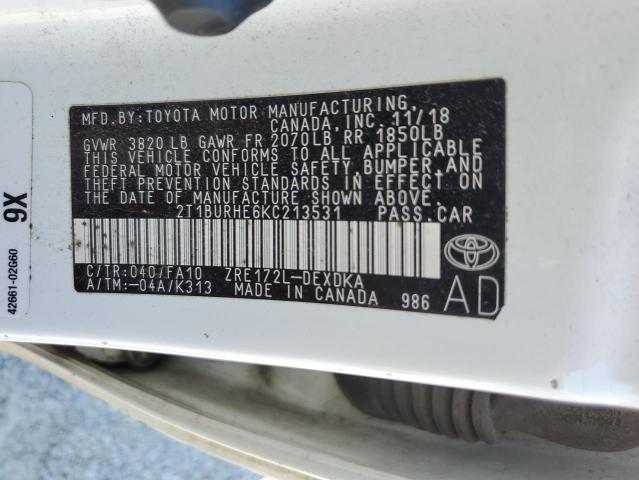 MFD. BY: TOYOTA MOTOR MANUFACTURING,
CANADA, INC. 11/18
GVWR 3820 LB GAWR FR 2070LB RR 1850LB
THIS VEHICLE CONFORMS TO ALL APPLICABLE
FEDERAL MOTOR VEHICLE SAFETY, BUMPER, AND
THEFT PREVENTION STANDARDS IN EFFECT ON
THE DATE OF MANUFACTURE SHOWN ABOVE.
2T1BURHE6KC213531 PASS.CAR
C/TR: 040/FA10 ZRE172L-DEXDKA
A/TM: -04A/K313 MADE IN CANADA 986
AD
TOYOTA
9X
42661-02G60